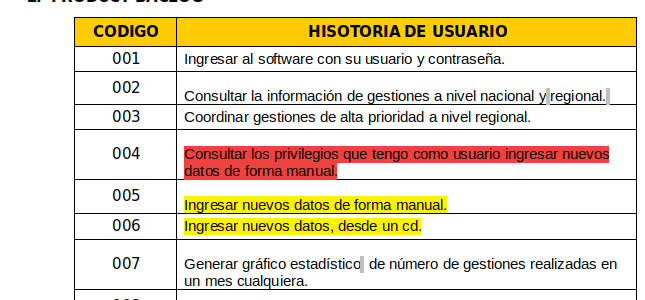 CODIGO HISOTORIA DE USUARIO
001 Ingresar al software con su usuario y contraseña.
002 Consultar la información de gestiones a nivel nacional y regional.
003 Coordinar gestiones de alta prioridad a nivel regional.
004 Consultar los privilegios que tengo como usuario ingresar nuevos
datos de forma manual.
005 Ingresar nuevos datos de forma manual.
006 Ingresar nuevos datos, desde un cd.
007 Generar gráfico estadístico de número de gestiones realizadas en
un mes cualquiera.